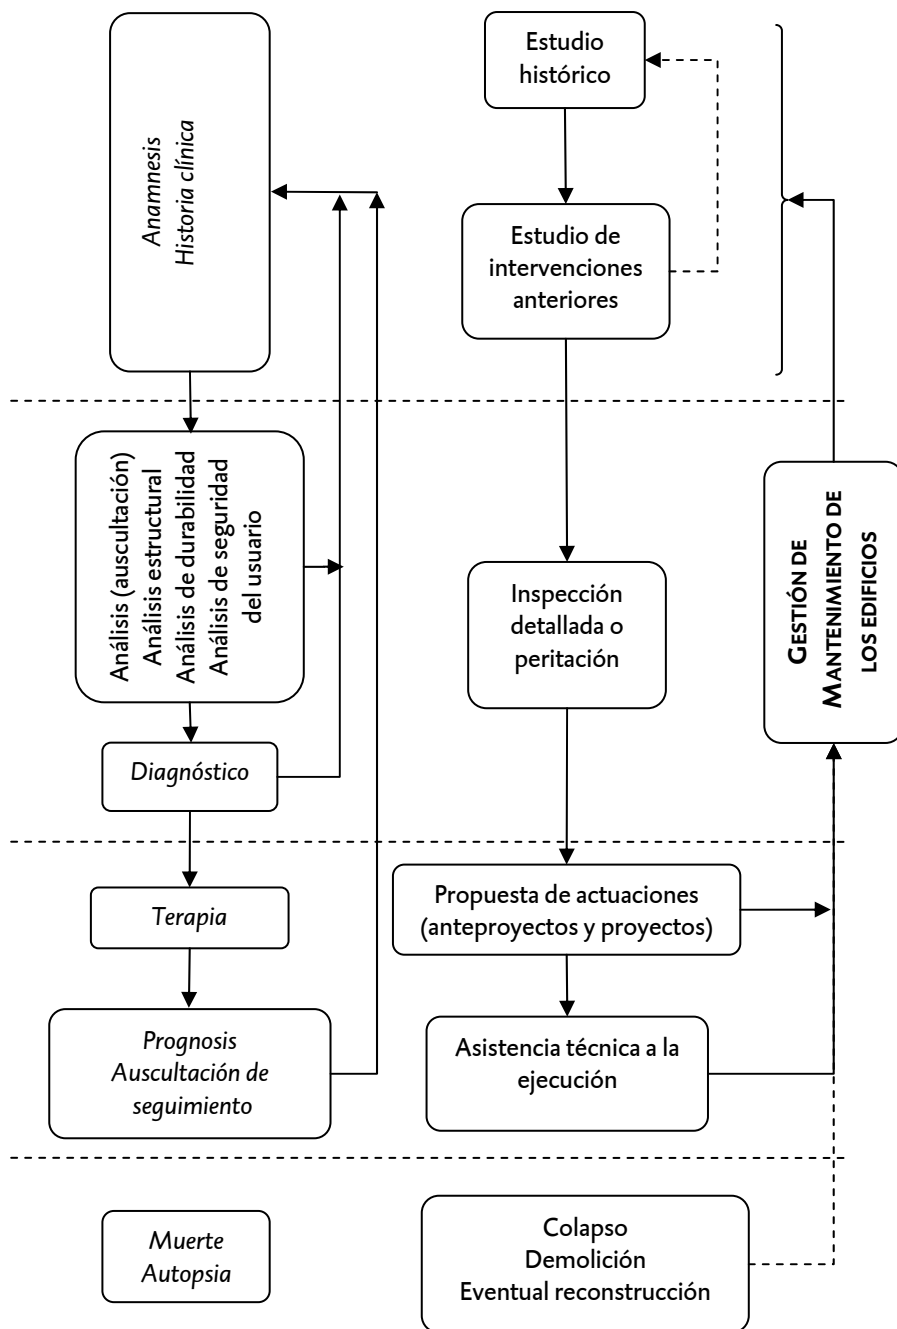 Anamnesis
Historia clínica
Estudio
histórico
Estudio de
intervenciones
anteriores
Análisis (auscultación)
Análisis estructural
Análisis de durabilidad
Análisis de seguridad
del usuario
Inspección
detallada o
peritación
GESTIÓN DE
MANTENIMIENTO DE
LOS EDIFICIOS
Diagnóstico
Terapia
Propuesta de actuaciones
(anteproyectos y proyectos)
Prognosis
Auscultación de
seguimiento
Asistencia técnica a la
ejecución
Muerte
Autopsia
Colapso
Demolición
Eventual reconstrucción